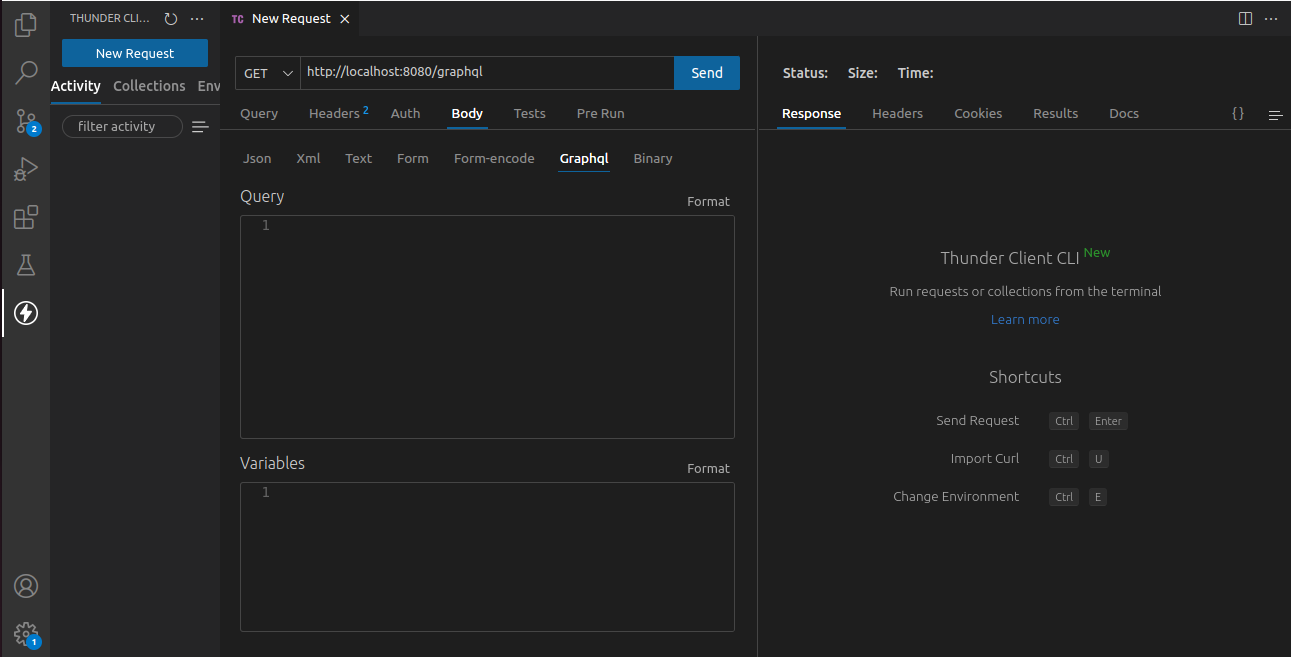 THUNDER CLI...
TC New Request
New Request
Activity Collections Env
filter activity
2
1
GET http://localhost:8080/graphql Send
Query Headers 2 Auth Body Tests Pre Run
Json Xml Text Form Form-encode Graphql Binary
Query
Format
1
Variables
Format
1
Status: Size: Time:
Response Headers Cookies Results Docs {}
Thunder Client CLI New
Run requests or collections from the terminal
Learn more
Shortcuts
Send Request Ctrl Enter
Import Curl Ctrl U
Change Environment Ctrl E